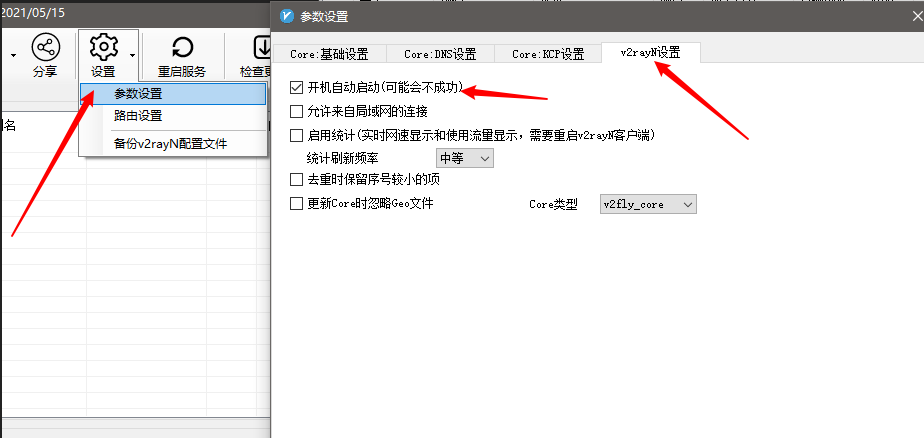 2021/05/15
分享
设置
重启服务
检查更
参数设置
路由设置
备份v2rayN配置文件
别名
参数设置
Core:基础设置
Core:DNS设置
Core:KCP设置
v2rayN设置
开机自动启动(可能会不成功)
允许来自局域网的连接
启用统计(实时网速显示和使用流量显示，需要重启v2rayN客户端)
统计刷新频率
中等
去重时保留序号较小的项
更新Core时忽略Geo文件
Core类型
v2fly_core